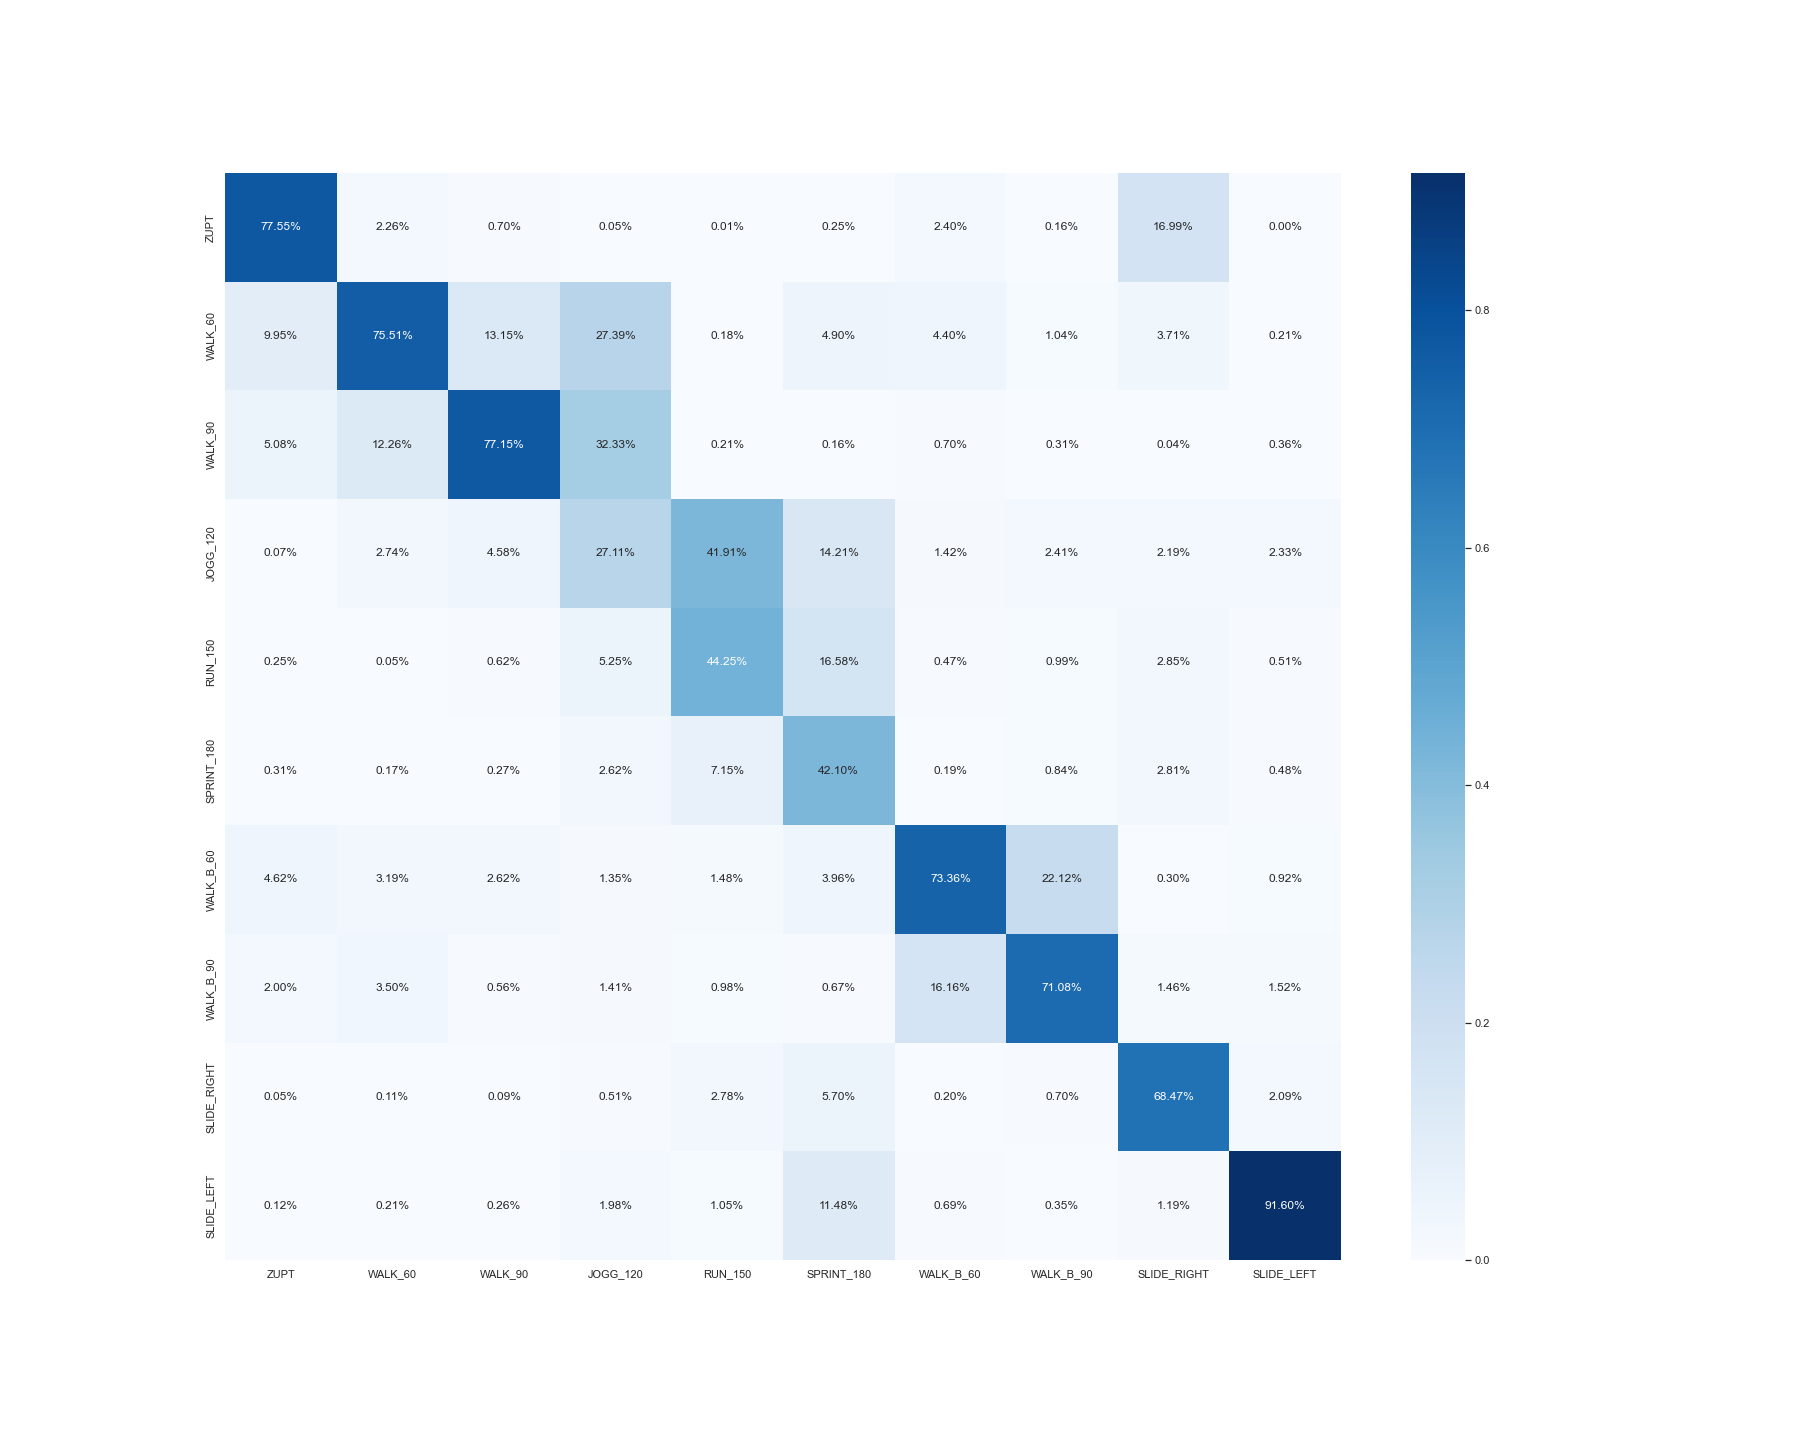 ZUPT 77.55% 2.26% 0.70% 0.05% 0.01% 0.25% 2.40% 0.16% 16.99% 0.00%
WALK_60 9.95% 75.51% 13.15% 27.39% 0.18% 4.90% 4.40% 1.04% 3.71% 0.21%
WALK_90 5.08% 12.26% 77.15% 32.33% 0.21% 0.16% 0.70% 0.31% 0.04% 0.36%
JOGG_120 0.07% 2.74% 4.58% 27.11% 41.91% 14.21% 1.42% 2.41% 2.19% 2.33%
RUN_150 0.25% 0.05% 0.62% 5.25% 44.25% 16.58% 0.47% 0.99% 2.85% 0.51%
SPRINT_180 0.31% 0.17% 0.27% 2.62% 7.15% 42.10% 0.19% 0.84% 2.81% 0.48%
WALK_B_60 4.62% 3.19% 2.62% 1.35% 1.48% 3.96% 73.36% 22.12% 0.30% 0.92%
WALK_B_90 2.00% 3.50% 0.56% 1.41% 0.98% 0.67% 16.16% 71.08% 1.46% 1.52%
SLIDE_RIGHT 0.05% 0.11% 0.09% 0.51% 2.78% 5.70% 0.20% 0.70% 68.47% 2.09%
SLIDE_LEFT 0.12% 0.21% 0.26% 1.98% 1.05% 11.48% 0.69% 0.35% 1.19% 91.60%
ZUPT WALK_60 WALK_90 JOGG_120 RUN_150 SPRINT_180 WALK_B_60 WALK_B_90 SLIDE_RIGHT SLIDE_LEFT
0.8
0.6
0.4
0.2
0.0